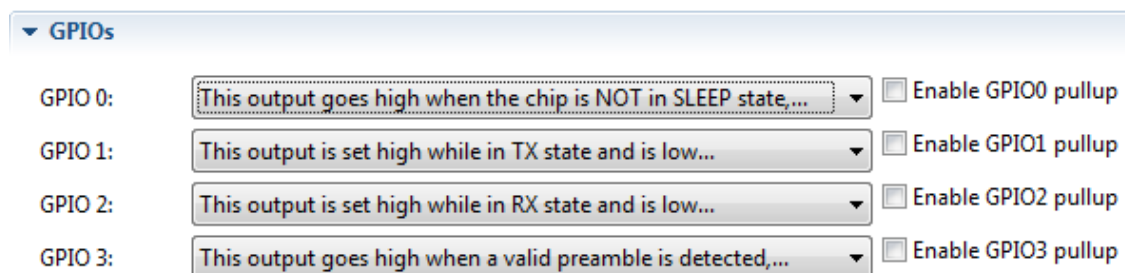 GPIOs
GPIO 0: This output goes high when the chip is NOT in SLEEP state,... Enable GPIO0 pullup
GPIO 1: This output is set high while in TX state and is low... Enable GPIO1 pullup
GPIO 2: This output is set high while in RX state and is low... Enable GPIO2 pullup
GPIO 3: This output goes high when a valid preamble is detected,... Enable GPIO3 pullup